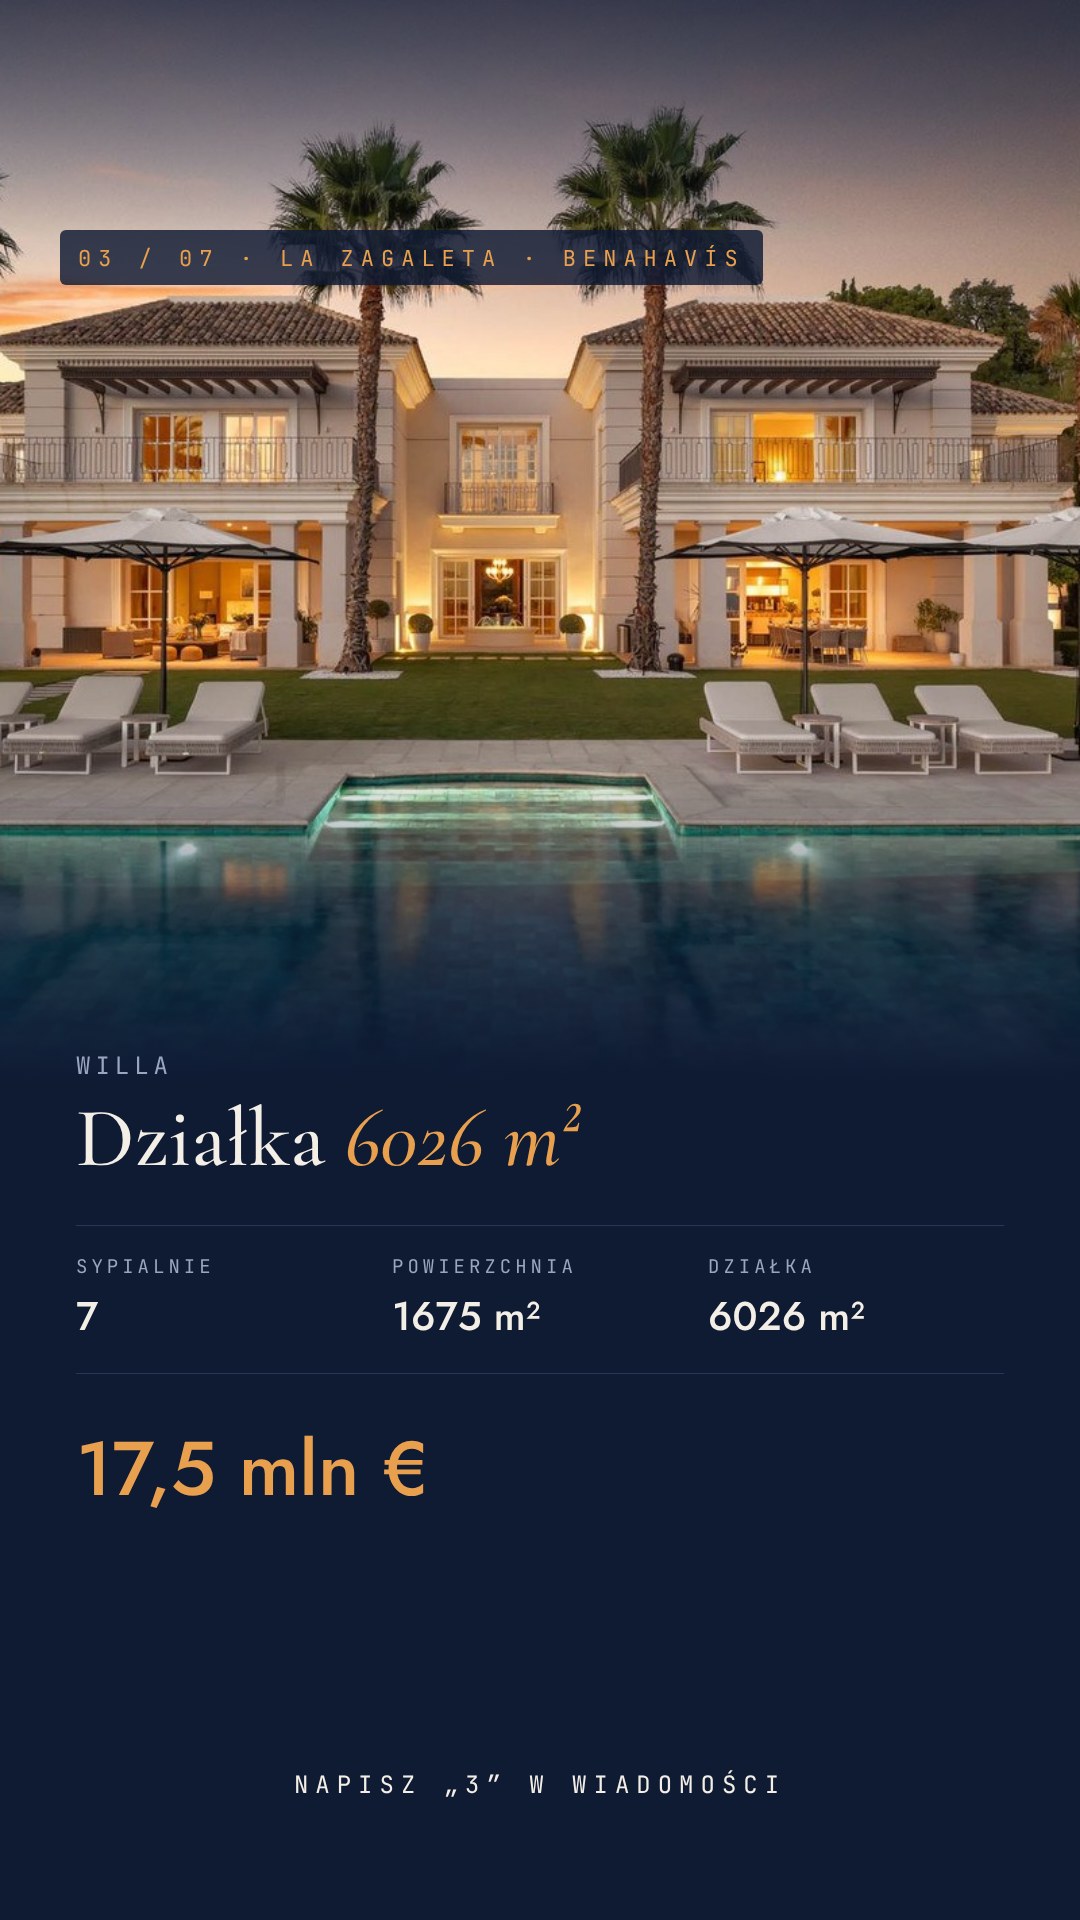 03 / 07 · LA ZAGALETA · BENAHAVÍS
WILLA
Działka 6026 m²
SYPIALNIE POWIERZCHNIA DZIAŁKA
7 1675 m² 6026 m²
17,5 mln €
NAPISZ „3” W WIADOMOŚCI